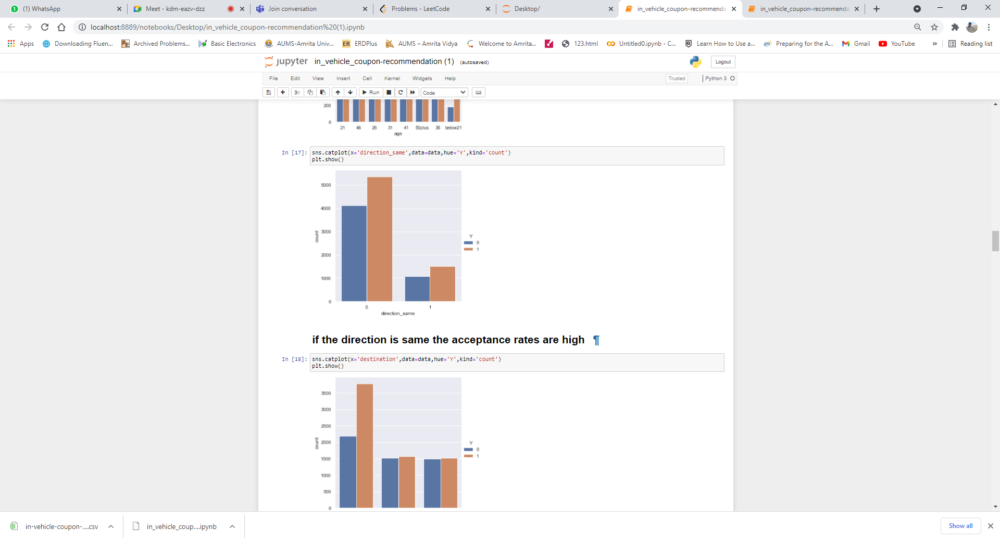 (1) WhatsApp
Meet - kdm-eazv-dzz
Join conversation
Problems - LeetCode
Desktop/
in_vehicle_coupon-recommenda
in_vehicle_coupon-recommenda
localhost:8889/notebooks/Desktop/in_vehicle_coupon-recommendation%20(1).ipynb
Apps
Downloading Fluen...
Archived Problems...
Basic Electronics
AUMS-Amrita Univ...
ER ERDPlus
AUMS – Amrita Vidya
Welcome to Amrita...
123.html
Untitled0.ipynb - C...
Learn How to Use a...
Preparing for the A...
Gmail
YouTube
»
Reading list
jupyter in_vehicle_coupon-recommendation (1) (autosaved)
Logout
File Edit View Insert Cell Kernel Widgets Help
Trusted
Python 3
Run
Code
200
0
21 46 26 31 41 50plus 36 below21
age
In [17]: sns.catplot(x='direction_same',data=data,hue='Y',kind='count')
plt.show()
5000
4000
3000
2000
1000
0
count
Y
0
1
0 1
direction_same
if the direction is same the acceptance rates are high ¶
In [18]: sns.catplot(x='destination',data=data,hue='Y',kind='count')
plt.show()
3500
3000
2500
2000
1500
1000
500
0
count
Y
0
1
in-vehicle-coupon-....csv
in_vehicle_coup....ipynb
Show all